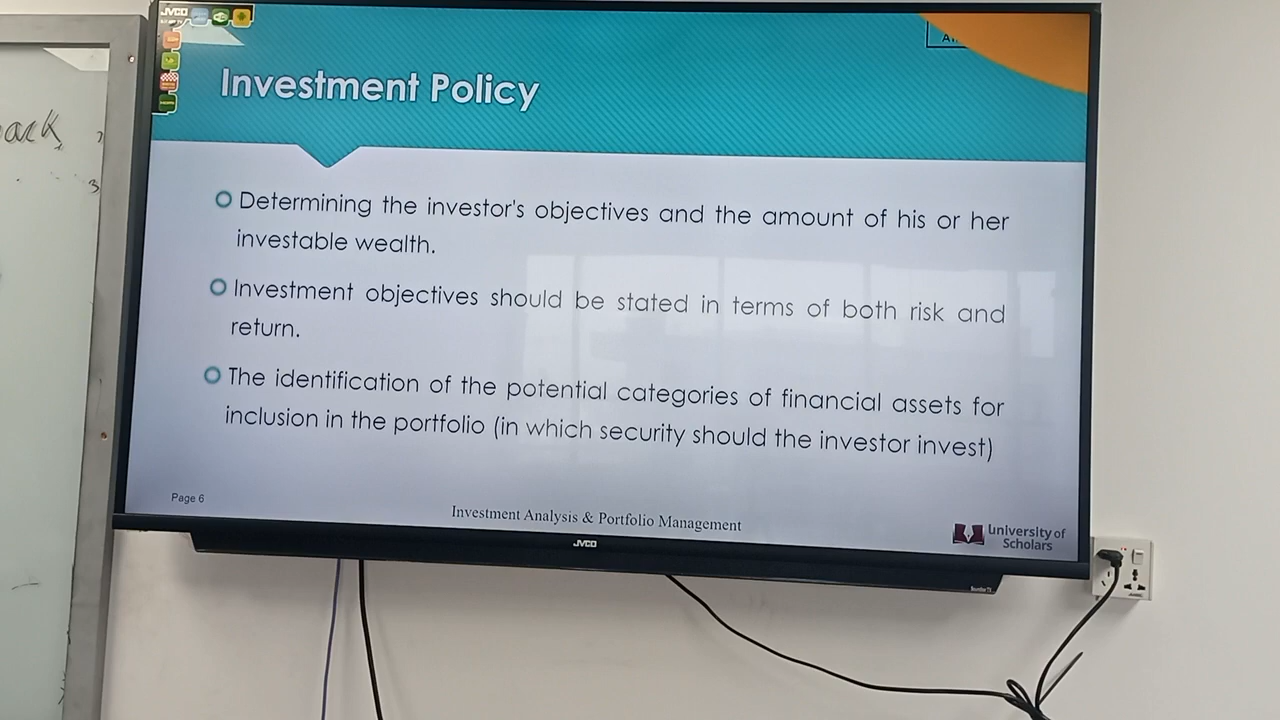 JVCO
Investment Policy
Determining the investor's objectives and the amount of his or her
investable wealth.
Investment objectives should be stated in terms of both risk and
return.
The identification of the potential categories of financial assets for
inclusion in the portfolio (in which security should the investor invest)
Page 6
Investment Analysis & Portfolio Management
University of
Scholars
JVCO